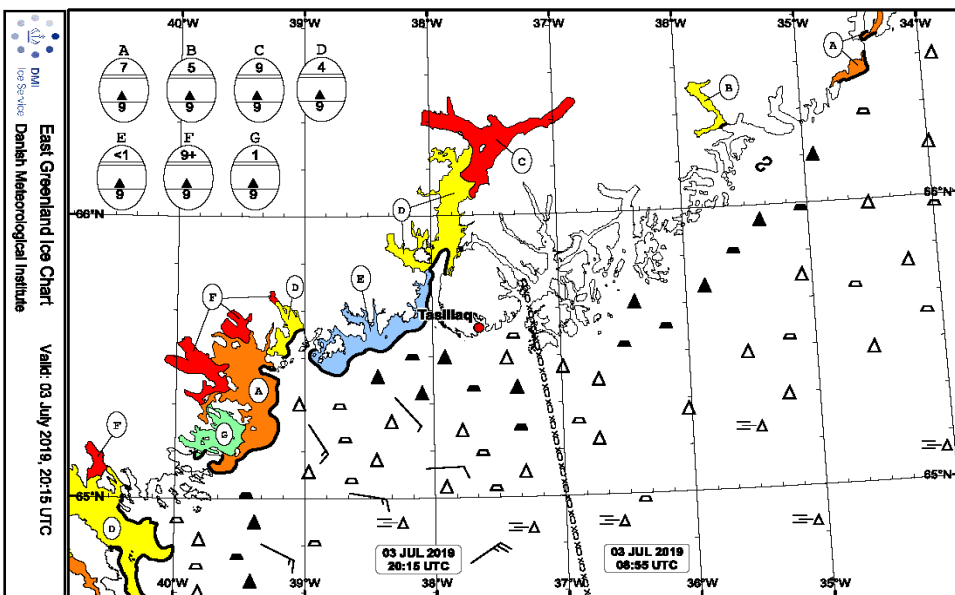 40°W 39°W 38°W 37°W 36°W 35°W 34°W
A B C D
7 5 9 4
9 9 9 9
E F G
<1 9+ 1
9 9 9
A
B
C
D
66°N
66°N
E
D
F
Tasiilaq
A
G
F
65°N
65°N
D
03 JUL 2019
20:15 UTC
03 JUL 2019
08:55 UTC
40°W 39°W 38°W 37°W 36°W 35°W
DMI
Ice Service
East Greenland Ice Chart Valid: 03 July 2019, 20:15 UTC
Danish Meteorological Institute